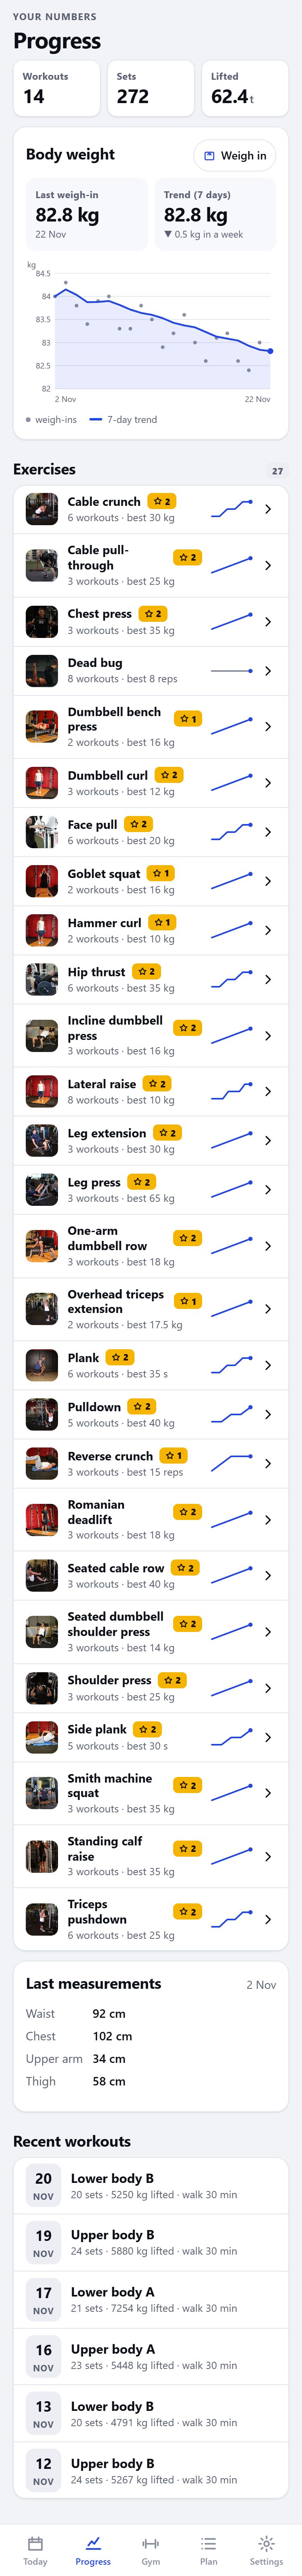 YOUR NUMBERS
Progress
Workouts
14
Sets
272
Lifted
62.4t
Body weight
Weigh in
Last weigh-in
82.8 kg
22 Nov
Trend (7 days)
82.8 kg
▼ 0.5 kg in a week
kg
84.5
84
83.5
83
82.5
82
2 Nov
22 Nov
weigh-ins
7-day trend
Exercises
27
Cable crunch
2
6 workouts · best 30 kg
Cable pull-
through
2
3 workouts · best 25 kg
Chest press
2
3 workouts · best 35 kg
Dead bug
8 workouts · best 8 reps
Dumbbell bench
press
1
2 workouts · best 16 kg
Dumbbell curl
2
3 workouts · best 12 kg
Face pull
2
6 workouts · best 20 kg
Goblet squat
1
2 workouts · best 16 kg
Hammer curl
1
2 workouts · best 10 kg
Hip thrust
2
6 workouts · best 35 kg
Incline dumbbell
press
2
3 workouts · best 16 kg
Lateral raise
2
8 workouts · best 10 kg
Leg extension
2
3 workouts · best 30 kg
Leg press
2
3 workouts · best 65 kg
One-arm
dumbbell row
2
3 workouts · best 18 kg
Overhead triceps
extension
1
2 workouts · best 17.5 kg
Plank
2
6 workouts · best 35 s
Pulldown
2
5 workouts · best 40 kg
Reverse crunch
1
3 workouts · best 15 reps
Romanian
deadlift
2
3 workouts · best 18 kg
Seated cable row
2
3 workouts · best 40 kg
Seated dumbbell
shoulder press
2
3 workouts · best 14 kg
Shoulder press
2
3 workouts · best 25 kg
Side plank
2
5 workouts · best 30 s
Smith machine
squat
2
3 workouts · best 35 kg
Standing calf
raise
2
3 workouts · best 35 kg
Triceps
pushdown
2
6 workouts · best 25 kg
Last measurements
2 Nov
Waist 92 cm
Chest 102 cm
Upper arm 34 cm
Thigh 58 cm
Recent workouts
20
NOV
Lower body B
20 sets · 5250 kg lifted · walk 30 min
19
NOV
Upper body B
24 sets · 5880 kg lifted · walk 30 min
17
NOV
Lower body A
21 sets · 7254 kg lifted · walk 30 min
16
NOV
Upper body A
23 sets · 5448 kg lifted · walk 30 min
13
NOV
Lower body B
20 sets · 4791 kg lifted · walk 30 min
12
NOV
Upper body B
24 sets · 5267 kg lifted · walk 30 min
Today
Progress
Gym
Plan
Settings